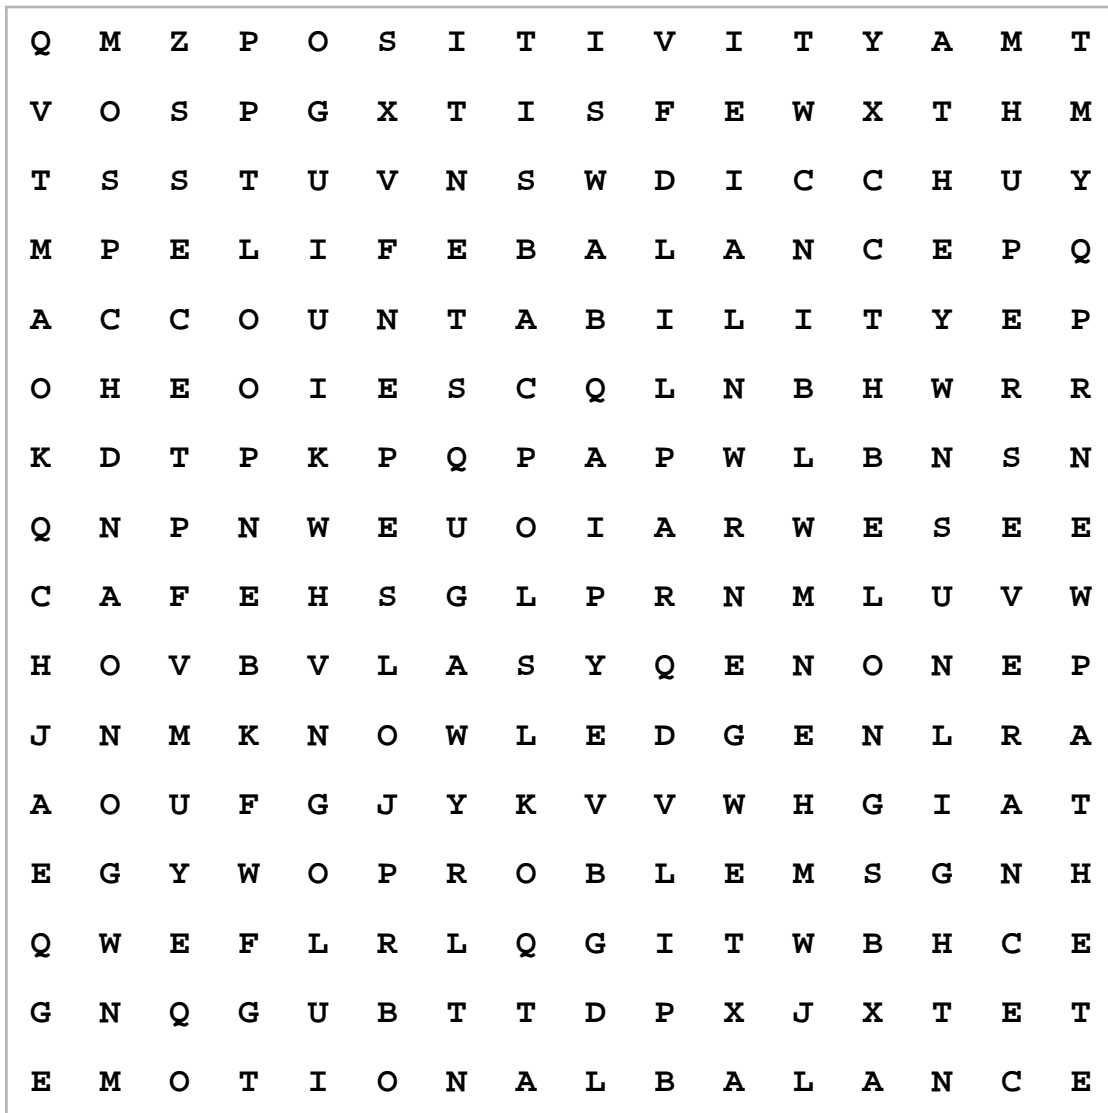 Q M Z P O S I T I V I T Y A M T
V O S P G X T I S F E W X T H M
T S S T U V N S W D I C C H U Y
M P E L I F E B A L A N C E P Q
A C C O U N T A B I L I T Y E P
O H E O I E S C Q L N B H W R R
K D T P K P Q P A P W L B N S N
Q N P N W E U O I A R W E S E E
C A F E H S G L P R N M L U V W
H O V B V L A S Y Q E N O N E P
J N M K N O W L E D G E N L R A
A O U F G J Y K V V W H G I A T
E G Y W O P R O B L E M S G N H
Q W E F L R L Q G I T W B H C E
G N Q G U B T T D P X J X T E T
E M O T I O N A L B A L A N C E